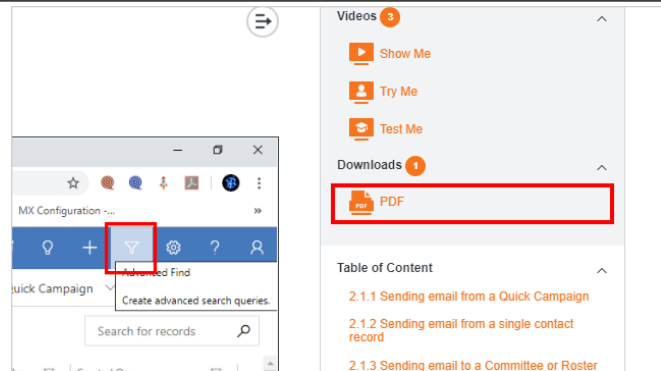 Videos 3
Show Me
Try Me
Test Me
Downloads 1
PDF
PDF
Table of Content
2.1.1 Sending email from a Quick Campaign
2.1.2 Sending email from a single contact
record
2.1.3 Sending email to a Committee or Roster
MX Configuration -...
»
?
Advanced Find
Quick Campaign
Create advanced search queries.
Search for records